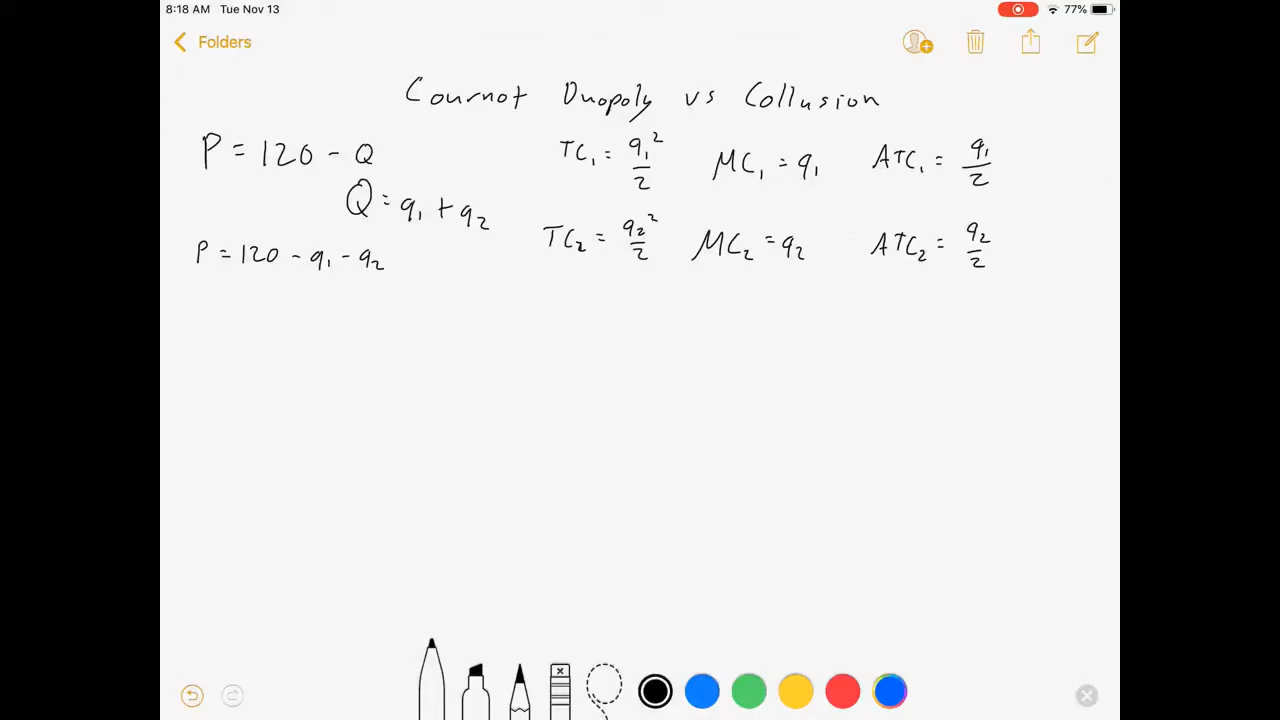 8:18 AM Tue Nov 13 77%
Folders
Cournot Duopoly vs Collusion
P = 120 - Q
TC₁ = q₁²/2 MC₁ = q₁ ATC₁ = q₁/2
Q = q₁ + q₂
TC₂ = q₂²/2 MC₂ = q₂ ATC₂ = q₂/2
P = 120 - q₁ - q₂